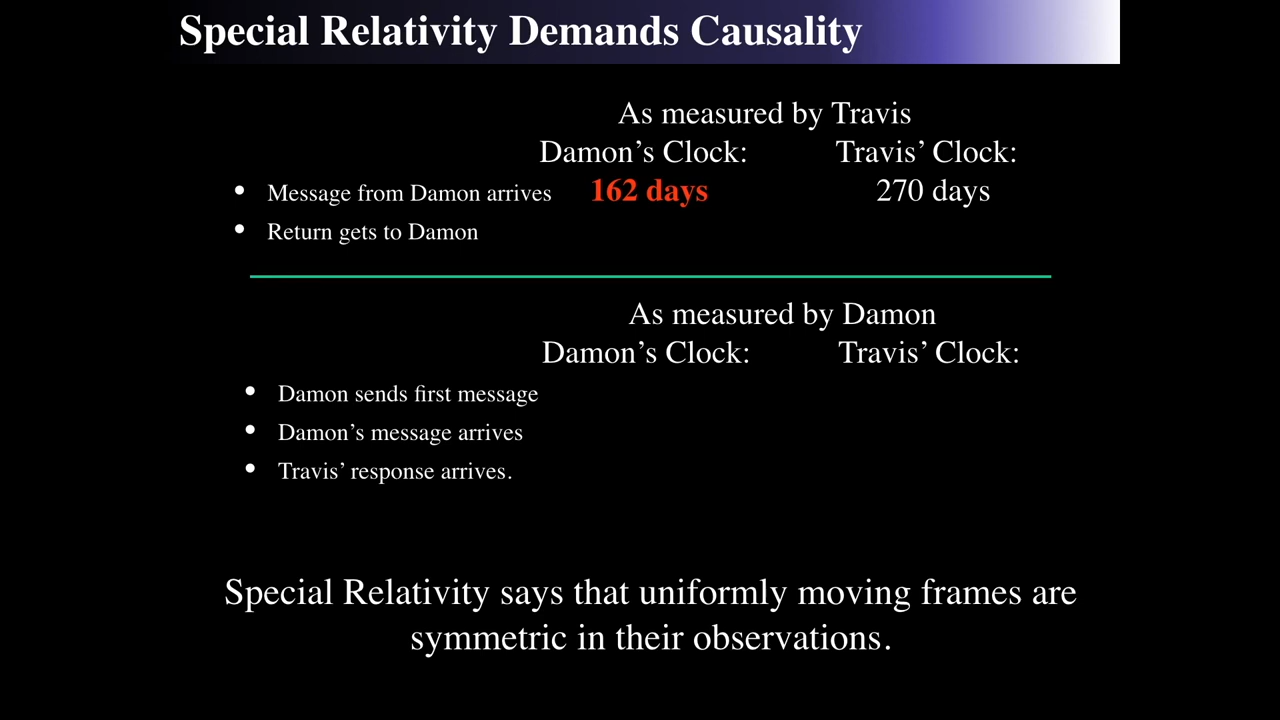 Special Relativity Demands Causality
As measured by Travis
Damon’s Clock: Travis’ Clock:
• Message from Damon arrives 162 days 270 days
• Return gets to Damon
As measured by Damon
Damon’s Clock: Travis’ Clock:
• Damon sends first message
• Damon’s message arrives
• Travis’ response arrives.
Special Relativity says that uniformly moving frames are
symmetric in their observations.